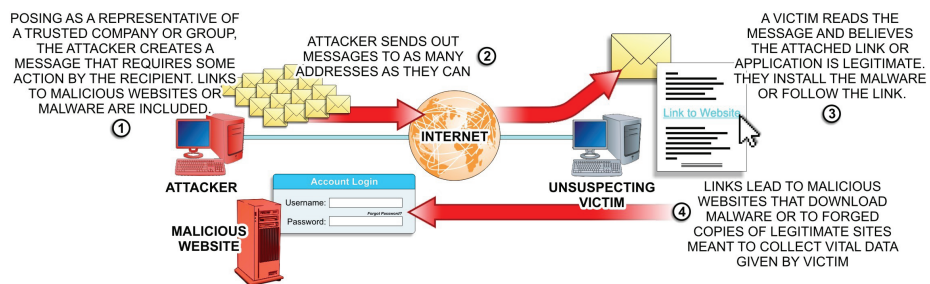 POSING AS A REPRESENTATIVE OF
A TRUSTED COMPANY OR GROUP,
THE ATTACKER CREATES A
MESSAGE THAT REQUIRES SOME
ACTION BY THE RECIPIENT. LINKS
TO MALICIOUS WEBSITES OR
MALWARE ARE INCLUDED.
1
ATTACKER SENDS OUT
MESSAGES TO AS MANY
ADDRESSES AS THEY CAN
2
A VICTIM READS THE
MESSAGE AND BELIEVES
THE ATTACHED LINK OR
APPLICATION IS LEGITIMATE.
THEY INSTALL THE MALWARE
OR FOLLOW THE LINK.
3
Link to Website
INTERNET
ATTACKER
UNSUSPECTING
VICTIM
Account Login
Username:
Forgot Password?
Password:
MALICIOUS
WEBSITE
4
LINKS LEAD TO MALICIOUS
WEBSITES THAT DOWNLOAD
MALWARE OR TO FORGED
COPIES OF LEGITIMATE SITES
MEANT TO COLLECT VITAL DATA
GIVEN BY VICTIM